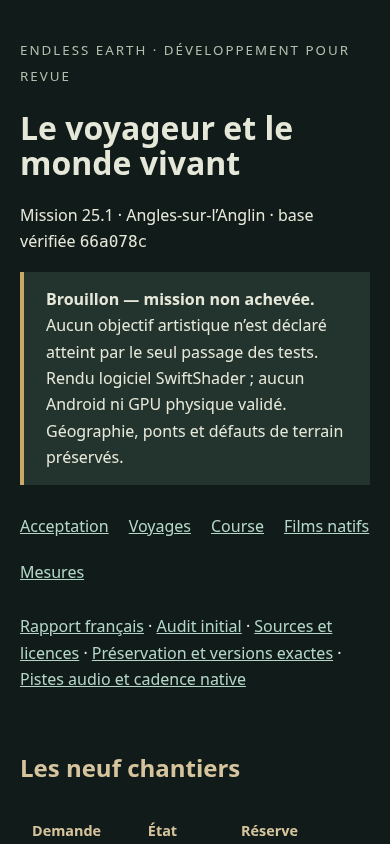 ENDLESS EARTH · DÉVELOPPEMENT POUR
REVUE
Le voyageur et le
monde vivant
Mission 25.1 · Angles-sur-l’Anglin · base
vérifiée 66a078c
Brouillon — mission non achevée.
Aucun objectif artistique n’est déclaré
atteint par le seul passage des tests.
Rendu logiciel SwiftShader ; aucun
Android ni GPU physique validé.
Géographie, ponts et défauts de terrain
préservés.
Acceptation Voyages Course Films natifs
Mesures
Rapport français · Audit initial · Sources et
licences · Préservation et versions exactes ·
Pistes audio et cadence native
Les neuf chantiers
Demande État Réserve